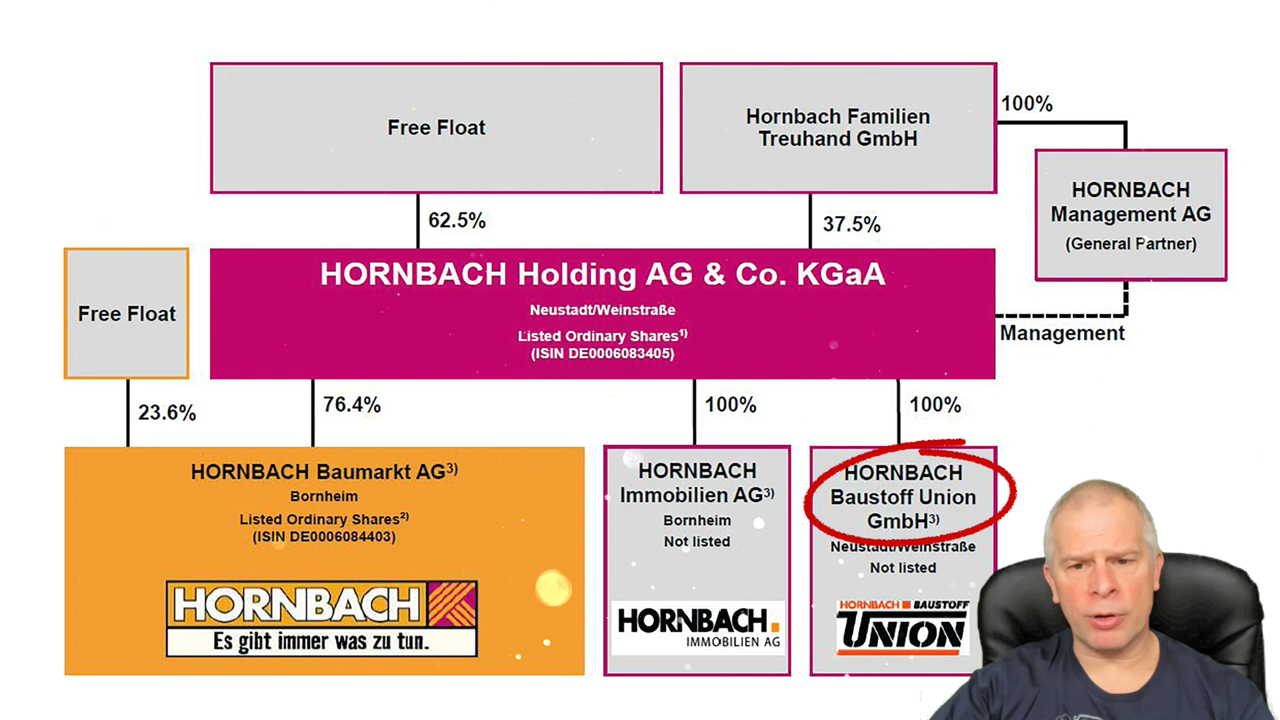 Free Float
Hornbach Familien
Treuhand GmbH
100%
HORNBACH
Management AG
(General Partner)
62.5%
37.5%
Free Float
HORNBACH Holding AG & Co. KGaA
Neustadt/Weinstraße
Listed Ordinary Shares1)
(ISIN DE0006083405)
Management
23.6%
76.4%
100%
100%
HORNBACH Baumarkt AG3)
Bornheim
Listed Ordinary Shares2)
(ISIN DE0006084403)
HORNBACH
Es gibt immer was zu tun.
HORNBACH
Immobilien AG3)
Bornheim
Not listed
HORNBACH
IMMOBILIEN AG
HORNBACH
Baustoff Union
GmbH3)
Neustadt/Weinstraße
Not listed
HORNBACH BAUSTOFF
UNION